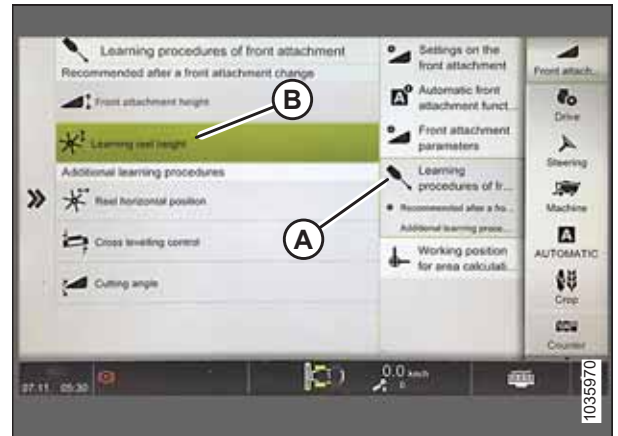 Learning procedures of front attachment
Recommended after a front attachment change
Front attachment height
B
Learning reel height
Additional learning procedures
Reel horizontal position
Cross levelling control
Cutting angle
Settings on the
front attachment
Automatic front
attachment funct...
Front attachment
parameters
Learning
procedures of fr...
Recommended after a fro...
Additional learning proce...
A
Working position
for area calculati...
Front attach...
Drive
Steering
Machine
A
AUTOMATIC
Crop
Counter
07.11 05:30
0.0 km/h
0
1035970